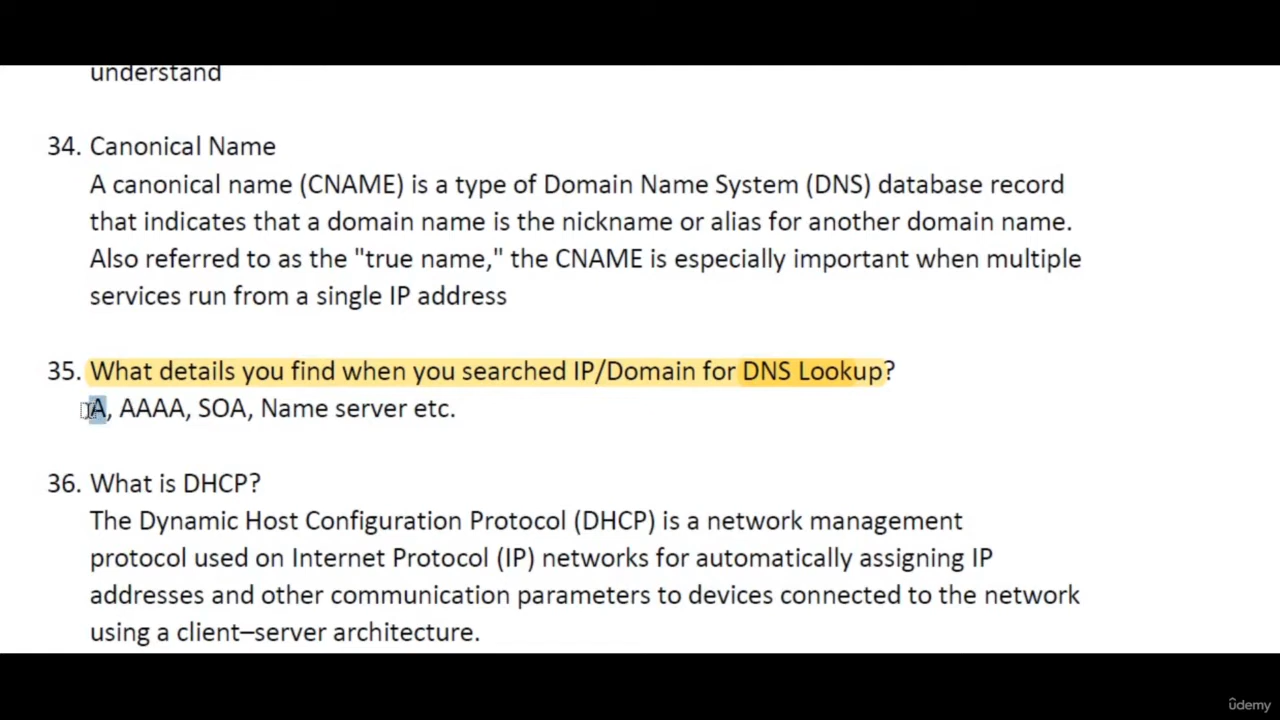 understand
34. Canonical Name
A canonical name (CNAME) is a type of Domain Name System (DNS) database record
that indicates that a domain name is the nickname or alias for another domain name.
Also referred to as the "true name," the CNAME is especially important when multiple
services run from a single IP address
35. What details you find when you searched IP/Domain for DNS Lookup?
A, AAAA, SOA, Name server etc.
36. What is DHCP?
The Dynamic Host Configuration Protocol (DHCP) is a network management
protocol used on Internet Protocol (IP) networks for automatically assigning IP
addresses and other communication parameters to devices connected to the network
using a client–server architecture.
ûdemy